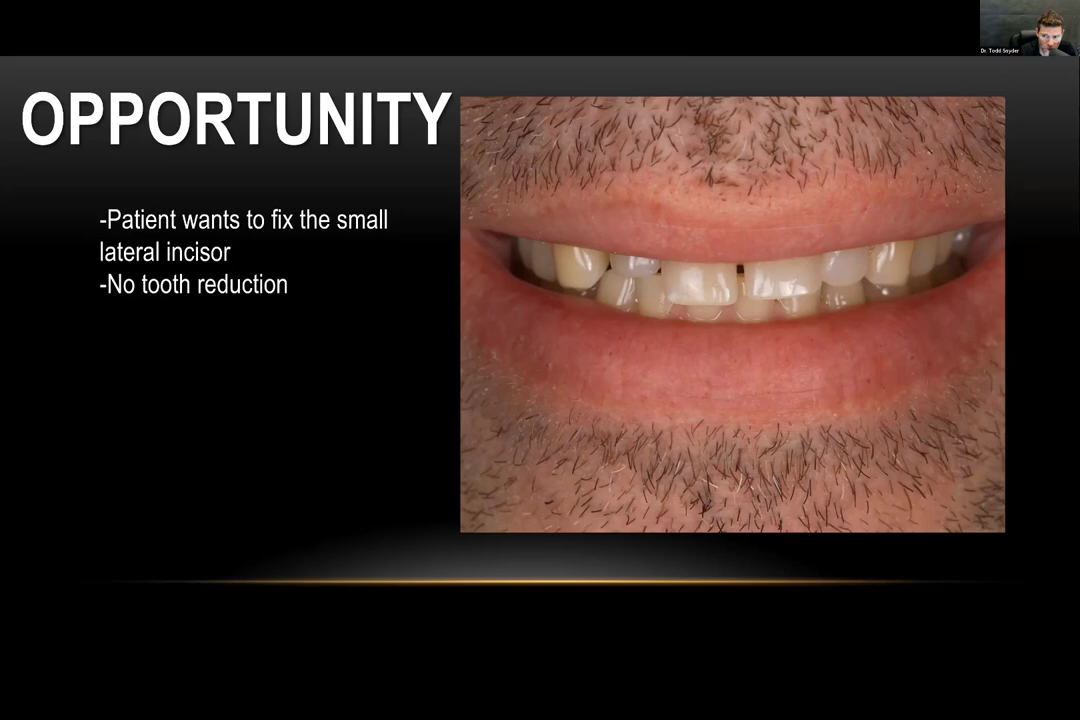 Dr. Todd Snyder
OPPORTUNITY
-Patient wants to fix the small
lateral incisor
-No tooth reduction